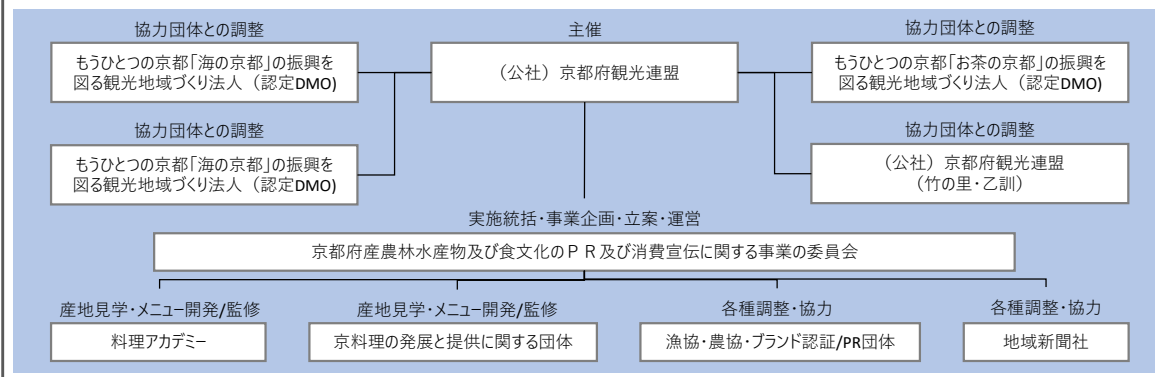 協力団体との調整
もうひとつの京都「海の京都」の振興を
図る観光地域づくり法人（認定DMO)
協力団体との調整
もうひとつの京都「海の京都」の振興を
図る観光地域づくり法人（認定DMO)
主催
（公社）京都府観光連盟
協力団体との調整
もうひとつの京都「お茶の京都」の振興を
図る観光地域づくり法人（認定DMO)
協力団体との調整
（公社）京都府観光連盟
（竹の里・乙訓）
実施統括・事業企画・立案・運営
京都府産農林水産物及び食文化のＰＲ及び消費宣伝に関する事業の委員会
産地見学・メニュー開発/監修
料理アカデミー
産地見学・メニュー開発/監修
京料理の発展と提供に関する団体
各種調整・協力
漁協・農協・ブランド認証/PR団体
各種調整・協力
地域新聞社